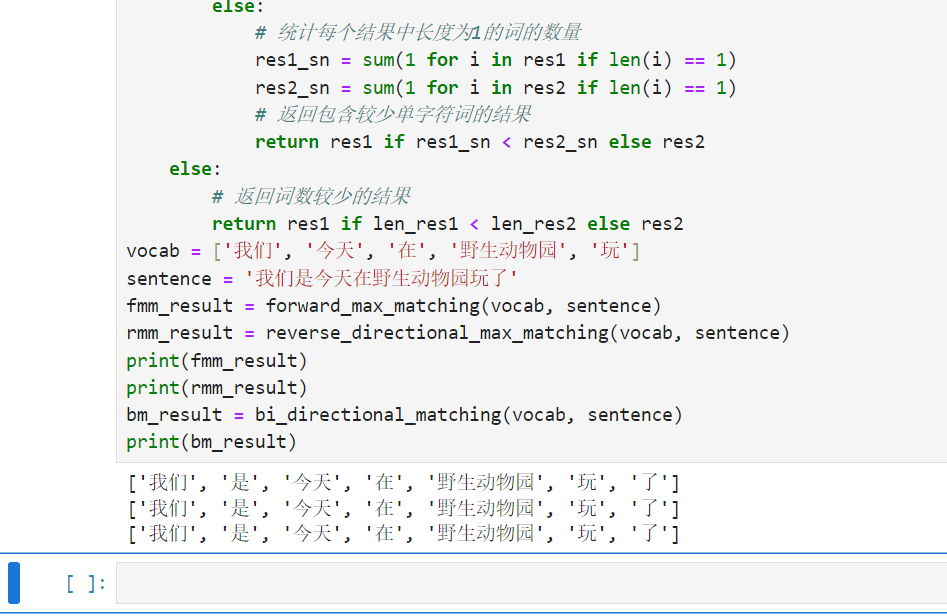 else:
# 统计每个结果中长度为1的词的数量
res1_sn = sum(1 for i in res1 if len(i) == 1)
res2_sn = sum(1 for i in res2 if len(i) == 1)
# 返回包含较少单字符词的结果
return res1 if res1_sn < res2_sn else res2
else:
# 返回词数较少的结果
return res1 if len_res1 < len_res2 else res2
vocab = ['我们', '今天', '在', '野生动物园', '玩']
sentence = '我们是今天在野生动物园玩了'
fmm_result = forward_max_matching(vocab, sentence)
rmm_result = reverse_directional_max_matching(vocab, sentence)
print(fmm_result)
print(rmm_result)
bm_result = bi_directional_matching(vocab, sentence)
print(bm_result)
['我们', '是', '今天', '在', '野生动物园', '玩', '了']
['我们', '是', '今天', '在', '野生动物园', '玩', '了']
['我们', '是', '今天', '在', '野生动物园', '玩', '了']
[ ]: